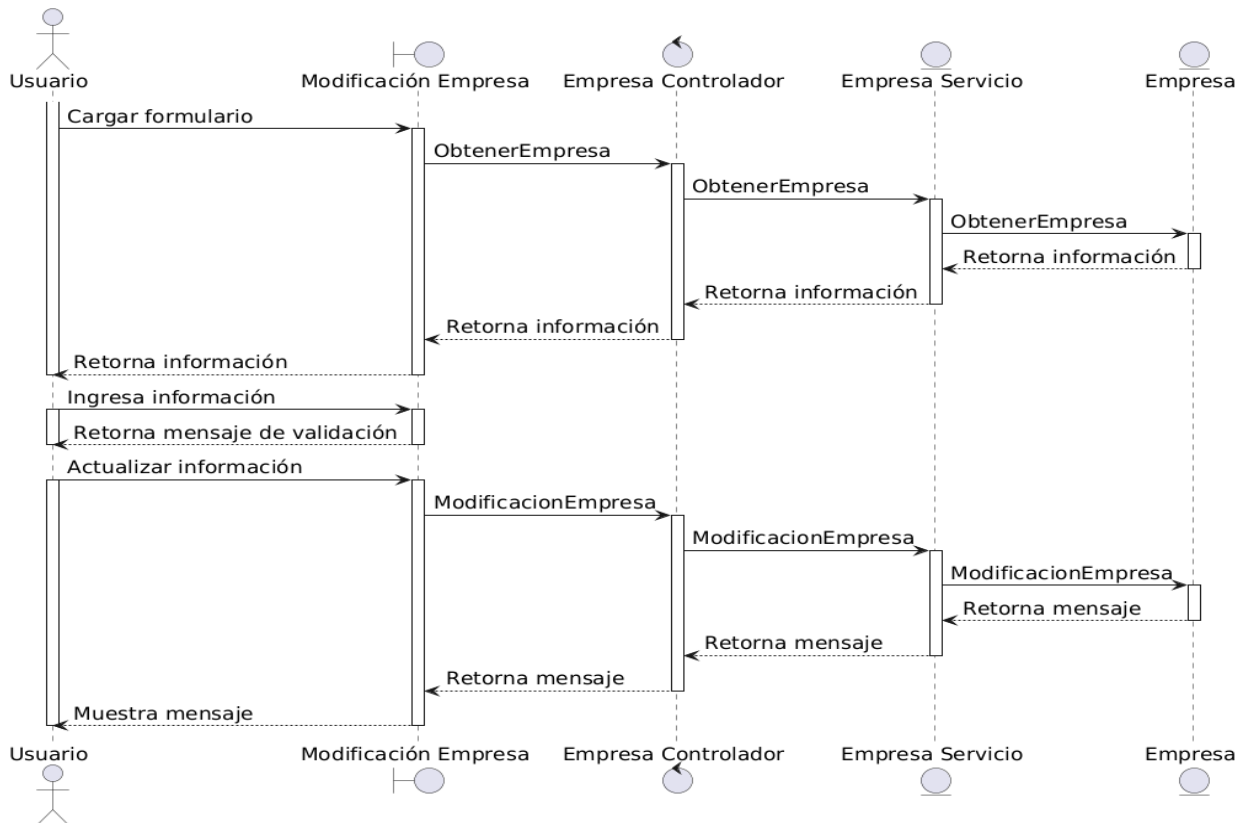 Usuario
Modificación Empresa
Empresa Controlador
Empresa Servicio
Empresa
Cargar formulario
ObtenerEmpresa
ObtenerEmpresa
ObtenerEmpresa
Retorna información
Retorna información
Retorna información
Retorna información
Ingresa información
Retorna mensaje de validación
Actualizar información
ModificacionEmpresa
ModificacionEmpresa
ModificacionEmpresa
Retorna mensaje
Retorna mensaje
Retorna mensaje
Muestra mensaje
Usuario
Modificación Empresa
Empresa Controlador
Empresa Servicio
Empresa